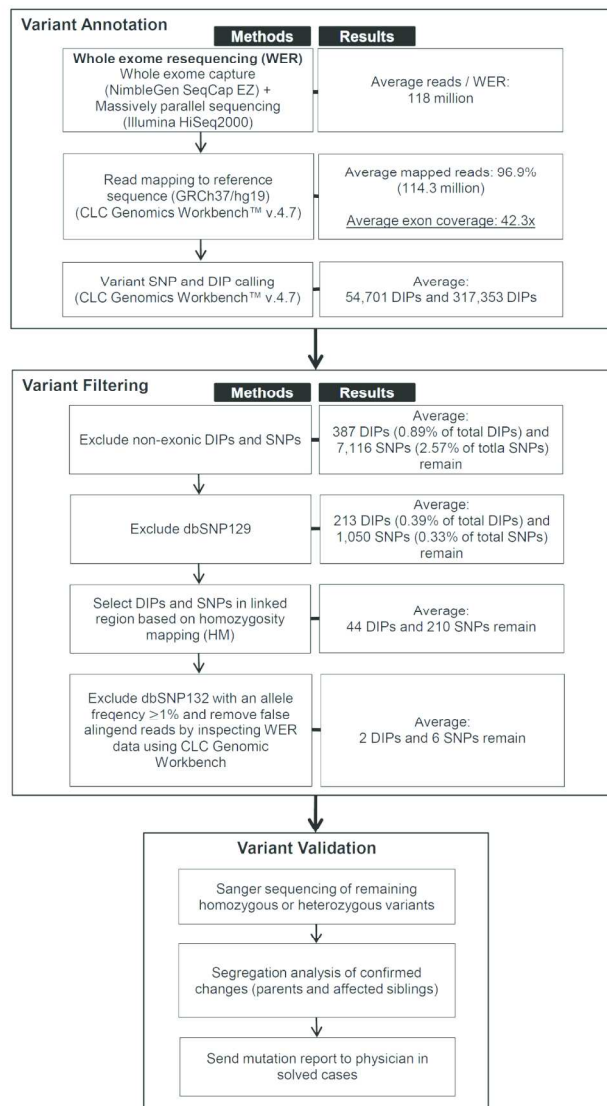 Variant Annotation
Methods
Results
Whole exome resequencing (WER)
Whole exome capture
(NimbleGen SeqCap EZ) +
Massively parallel sequencing
(Illumina HiSeq2000)
Average reads / WER:
118 million
Read mapping to reference
sequence (GRCh37/hg19)
(CLC Genomics Workbench™ v.4.7)
Average mapped reads: 96.9%
(114.3 million)
Average exon coverage: 42.3x
Variant SNP and DIP calling
(CLC Genomics Workbench™ v.4.7)
Average:
54,701 DIPs and 317,353 DIPs
Variant Filtering
Methods
Results
Exclude non-exonic DIPs and SNPs
Average:
387 DIPs (0.89% of total DIPs) and
7,116 SNPs (2.57% of totla SNPs)
remain
Exclude dbSNP129
Average:
213 DIPs (0.39% of total DIPs) and
1,050 SNPs (0.33% of total SNPs)
remain
Select DIPs and SNPs in linked
region based on homozygosity
mapping (HM)
Average:
44 DIPs and 210 SNPs remain
Exclude dbSNP132 with an allele
freqency ≥1% and remove false
alingend reads by inspecting WER
data using CLC Genomic
Workbench
Average:
2 DIPs and 6 SNPs remain
Variant Validation
Sanger sequencing of remaining
homozygous or heterozygous variants
Segregation analysis of confirmed
changes (parents and affected siblings)
Send mutation report to physician in
solved cases